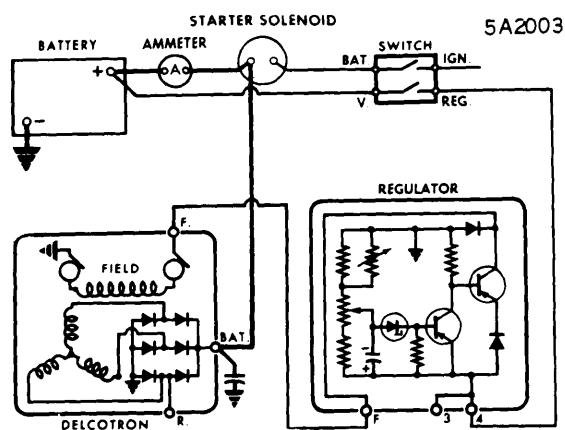 STARTER SOLENOID
5A2003
BATTERY
AMMETER
SWITCH
BAT
IGN.
+
A
-
V.
REG.
REGULATOR
F.
FIELD
BAT.
-
+
DELCOTRON
R.
F
3
4